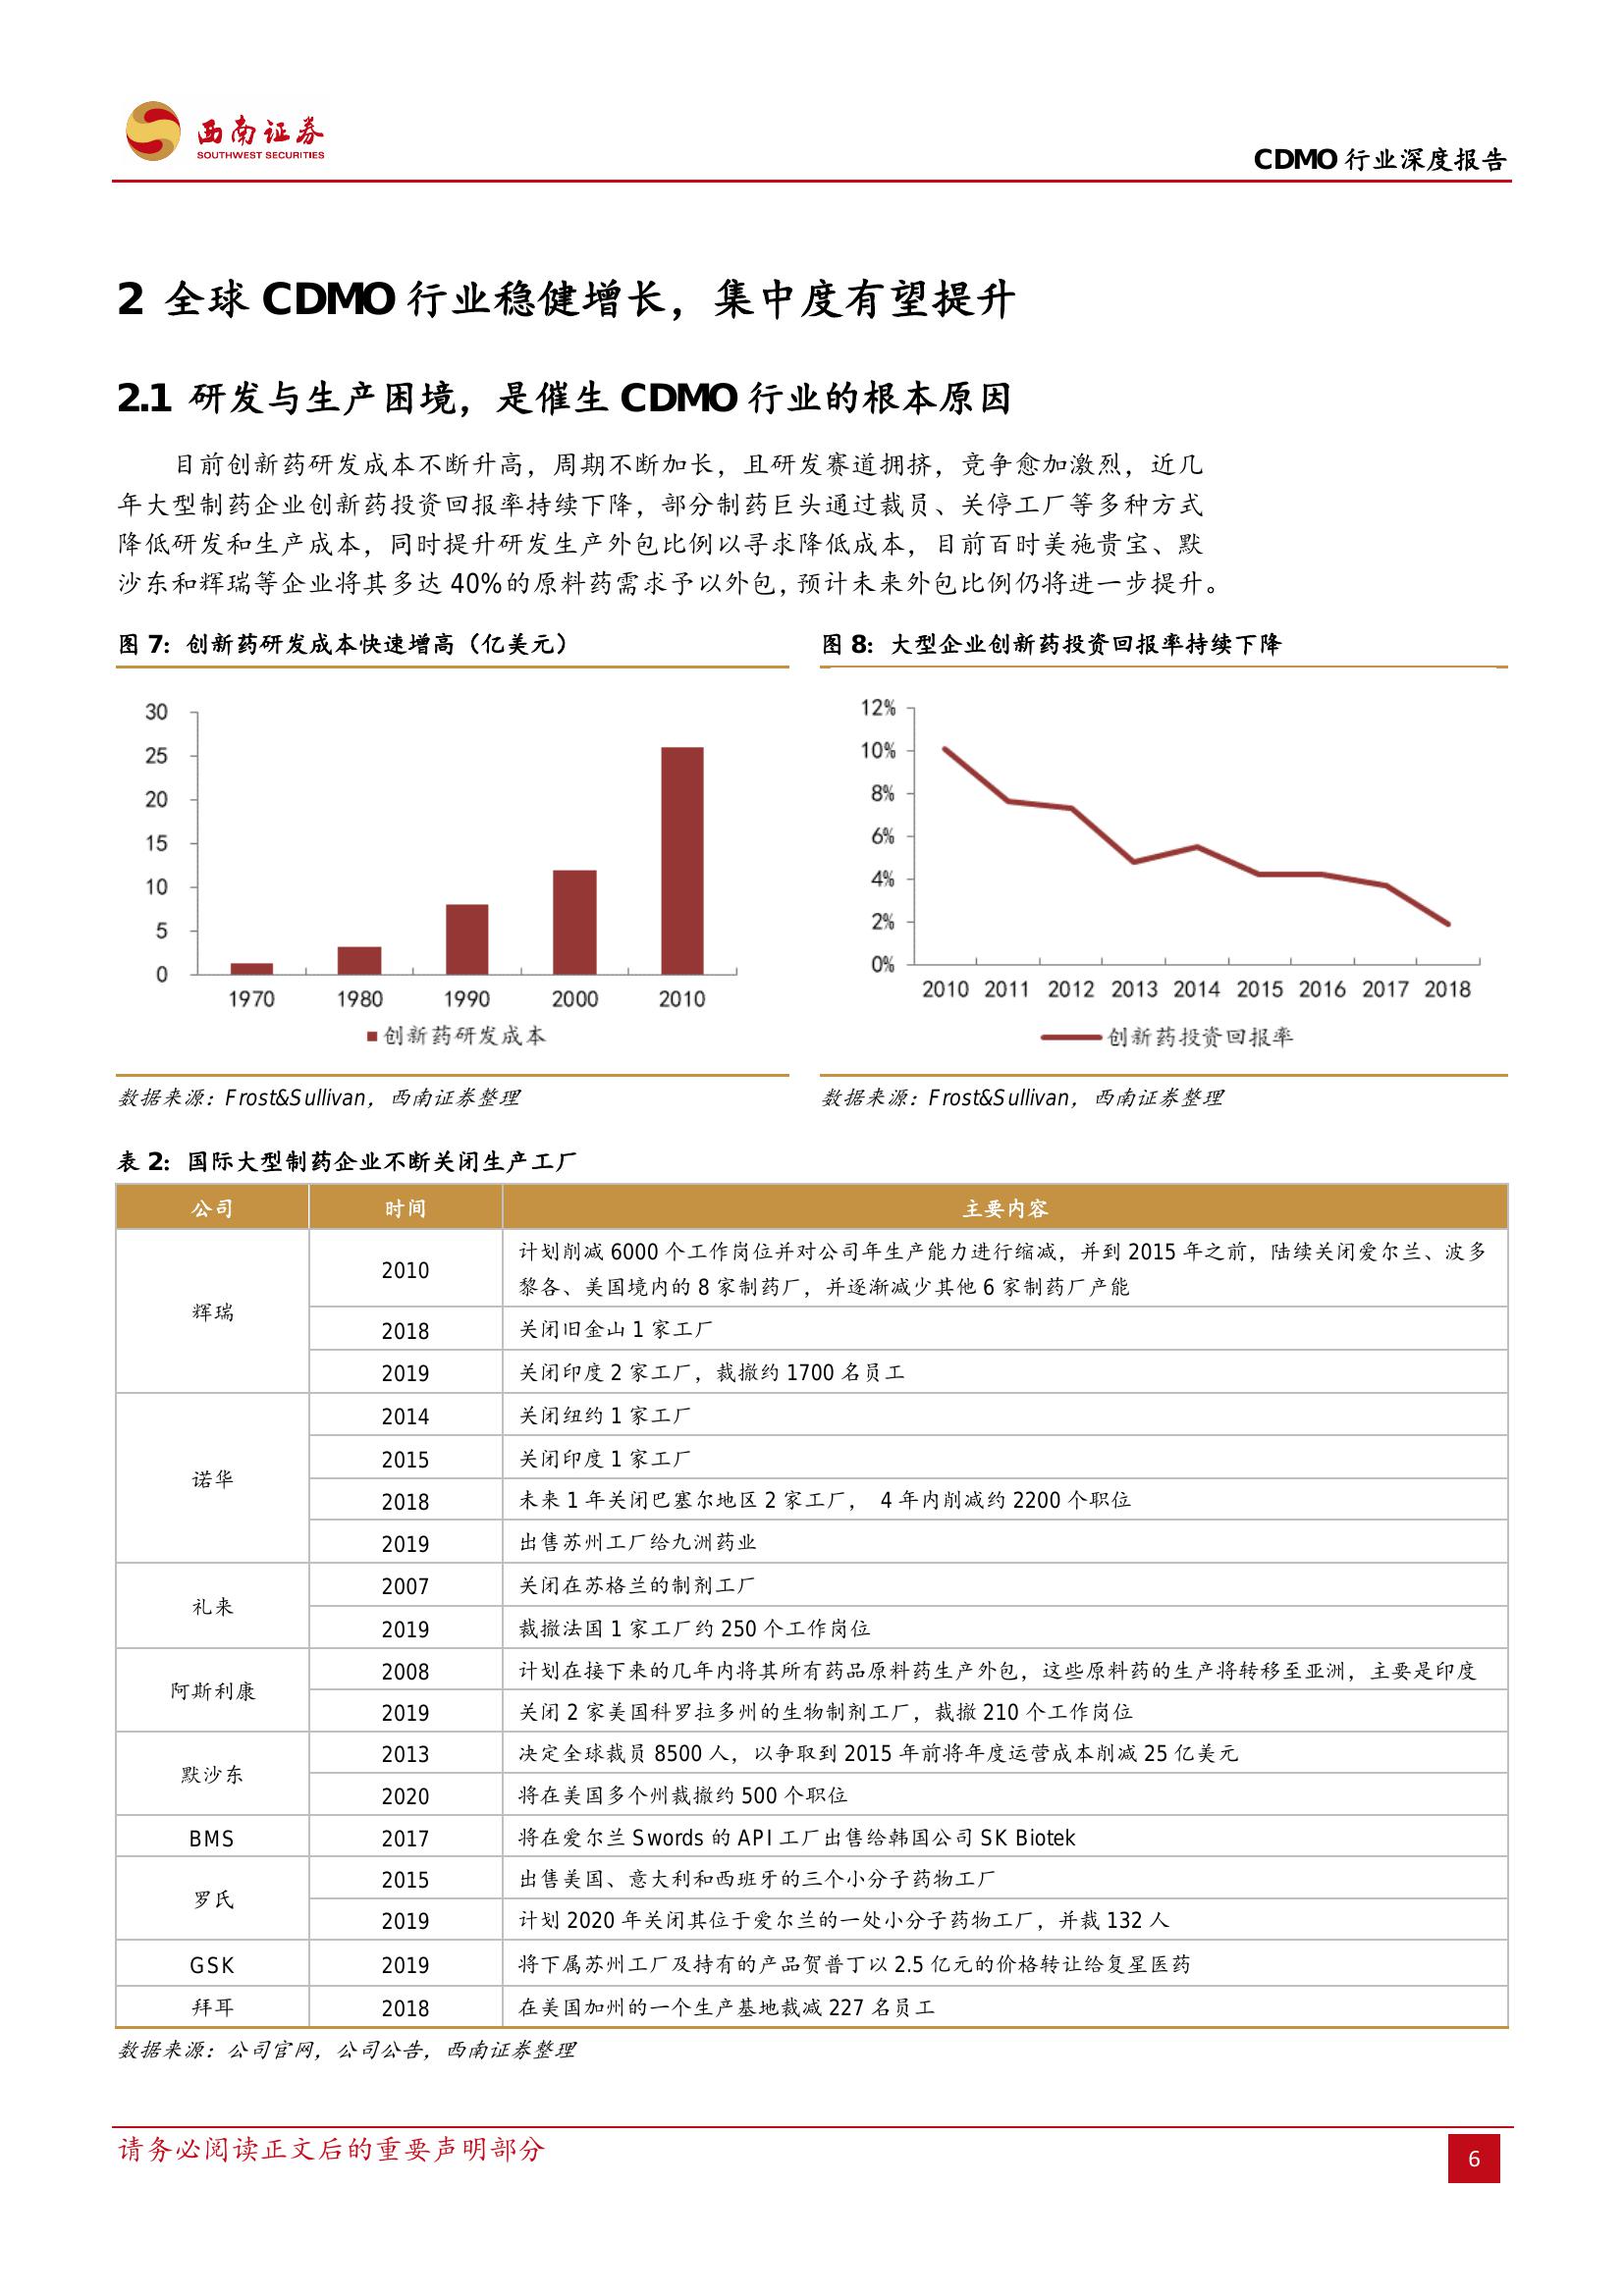 西南证券
SOUTHWEST SECURITIES
CDMO 行业深度报告
2 全球 CDMO 行业稳健增长，集中度有望提升
2.1 研发与生产困境，是催生 CDMO 行业的根本原因
目前创新药研发成本不断升高，周期不断加长，且研发赛道拥挤，竞争愈加激烈，近几
年大型制药企业创新药投资回报率持续下降，部分制药巨头通过裁员、关停工厂等多种方式
降低研发和生产成本，同时提升研发生产外包比例以寻求降低成本，目前百时美施贵宝、默
沙东和辉瑞等企业将其多达 40%的原料药需求予以外包，预计未来外包比例仍将进一步提升。
图 7：创新药研发成本快速增高（亿美元）
30
25
20
15
10
5
0
1970 1980 1990 2000 2010
创新药研发成本
数据来源：Frost&Sullivan，西南证券整理
图 8：大型企业创新药投资回报率持续下降
12%
10%
8%
6%
4%
2%
0%
2010 2011 2012 2013 2014 2015 2016 2017 2018
创新药投资回报率
数据来源：Frost&Sullivan，西南证券整理
表 2：国际大型制药企业不断关闭生产工厂
公司 时间 主要内容
辉瑞
2010 计划削减 6000 个工作岗位并对公司年生产能力进行缩减，并到 2015 年之前，陆续关闭爱尔兰、波多
黎各、美国境内的 8 家制药厂，并逐渐减少其他 6 家制药厂产能
2018 关闭旧金山 1 家工厂
2019 关闭印度 2 家工厂，裁撤约 1700 名员工
诺华
2014 关闭纽约 1 家工厂
2015 关闭印度 1 家工厂
2018 未来 1 年关闭巴塞尔地区 2 家工厂， 4 年内削减约 2200 个职位
2019 出售苏州工厂给九洲药业
礼来
2007 关闭在苏格兰的制剂工厂
2019 裁撤法国 1 家工厂约 250 个工作岗位
阿斯利康
2008 计划在接下来的几年内将其所有药品原料药生产外包，这些原料药的生产将转移至亚洲，主要是印度
2019 关闭 2 家美国科罗拉多州的生物制剂工厂，裁撤 210 个工作岗位
默沙东
2013 决定全球裁员 8500 人，以争取到 2015 年前将年度运营成本削减 25 亿美元
2020 将在美国多个州裁撤约 500 个职位
BMS 2017 将在爱尔兰 Swords 的 API 工厂出售给韩国公司 SK Biotek
罗氏
2015 出售美国、意大利和西班牙的三个小分子药物工厂
2019 计划 2020 年关闭其位于爱尔兰的一处小分子药物工厂，并裁 132 人
GSK 2019 将下属苏州工厂及持有的产品贺普丁以 2.5 亿元的价格转让给复星医药
拜耳 2018 在美国加州的一个生产基地裁减 227 名员工
数据来源：公司官网，公司公告，西南证券整理
请务必阅读正文后的重要声明部分
6